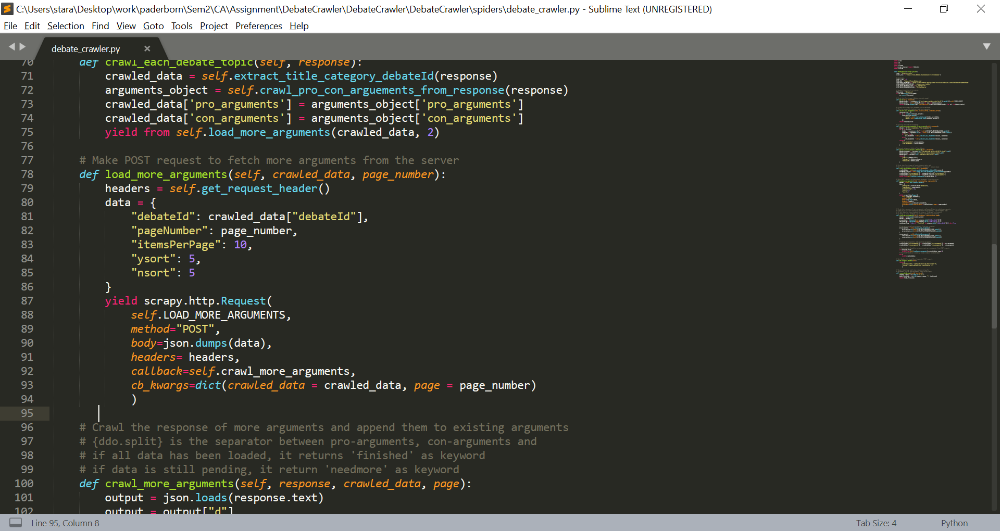 C:\Users\stara\Desktop\work\paderborn\Sem2\CA\Assignment\DebateCrawler\DebateCrawler\DebateCrawler\spiders\debate_crawler.py - Sublime Text (UNREGISTERED)
File Edit Selection Find View Goto Tools Project Preferences Help
debate_crawler.py
70 def crawl_each_debate_topic(self, response):
71 crawled_data = self.extract_title_category_debateId(response)
72 arguments_object = self.crawl_pro_con_arguements_from_response(response)
73 crawled_data['pro_arguments'] = arguments_object['pro_arguments']
74 crawled_data['con_arguments'] = arguments_object['con_arguments']
75 yield from self.load_more_arguments(crawled_data, 2)
76
77 # Make POST request to fetch more arguments from the server
78 def load_more_arguments(self, crawled_data, page_number):
79 headers = self.get_request_header()
80 data = {
81 "debateId": crawled_data["debateId"],
82 "pageNumber": page_number,
83 "itemsPerPage": 10,
84 "ysort": 5,
85 "nsort": 5
86 }
87 yield scrapy.http.Request(
88 self.LOAD_MORE_ARGUMENTS,
89 method="POST",
90 body=json.dumps(data),
91 headers= headers,
92 callback=self.crawl_more_arguments,
93 cb_kwargs=dict(crawled_data = crawled_data, page = page_number)
94 )
95
96 # Crawl the response of more arguments and append them to existing arguments
97 # {ddo.split} is the separator between pro-arguments, con-arguments and
98 # if all data has been loaded, it returns 'finished' as keyword
99 # if data is still pending, it return 'needmore' as keyword
100 def crawl_more_arguments(self, response, crawled_data, page):
101 output = json.loads(response.text)
102 output = output["d"]
Line 95, Column 8
Tab Size: 4
Python